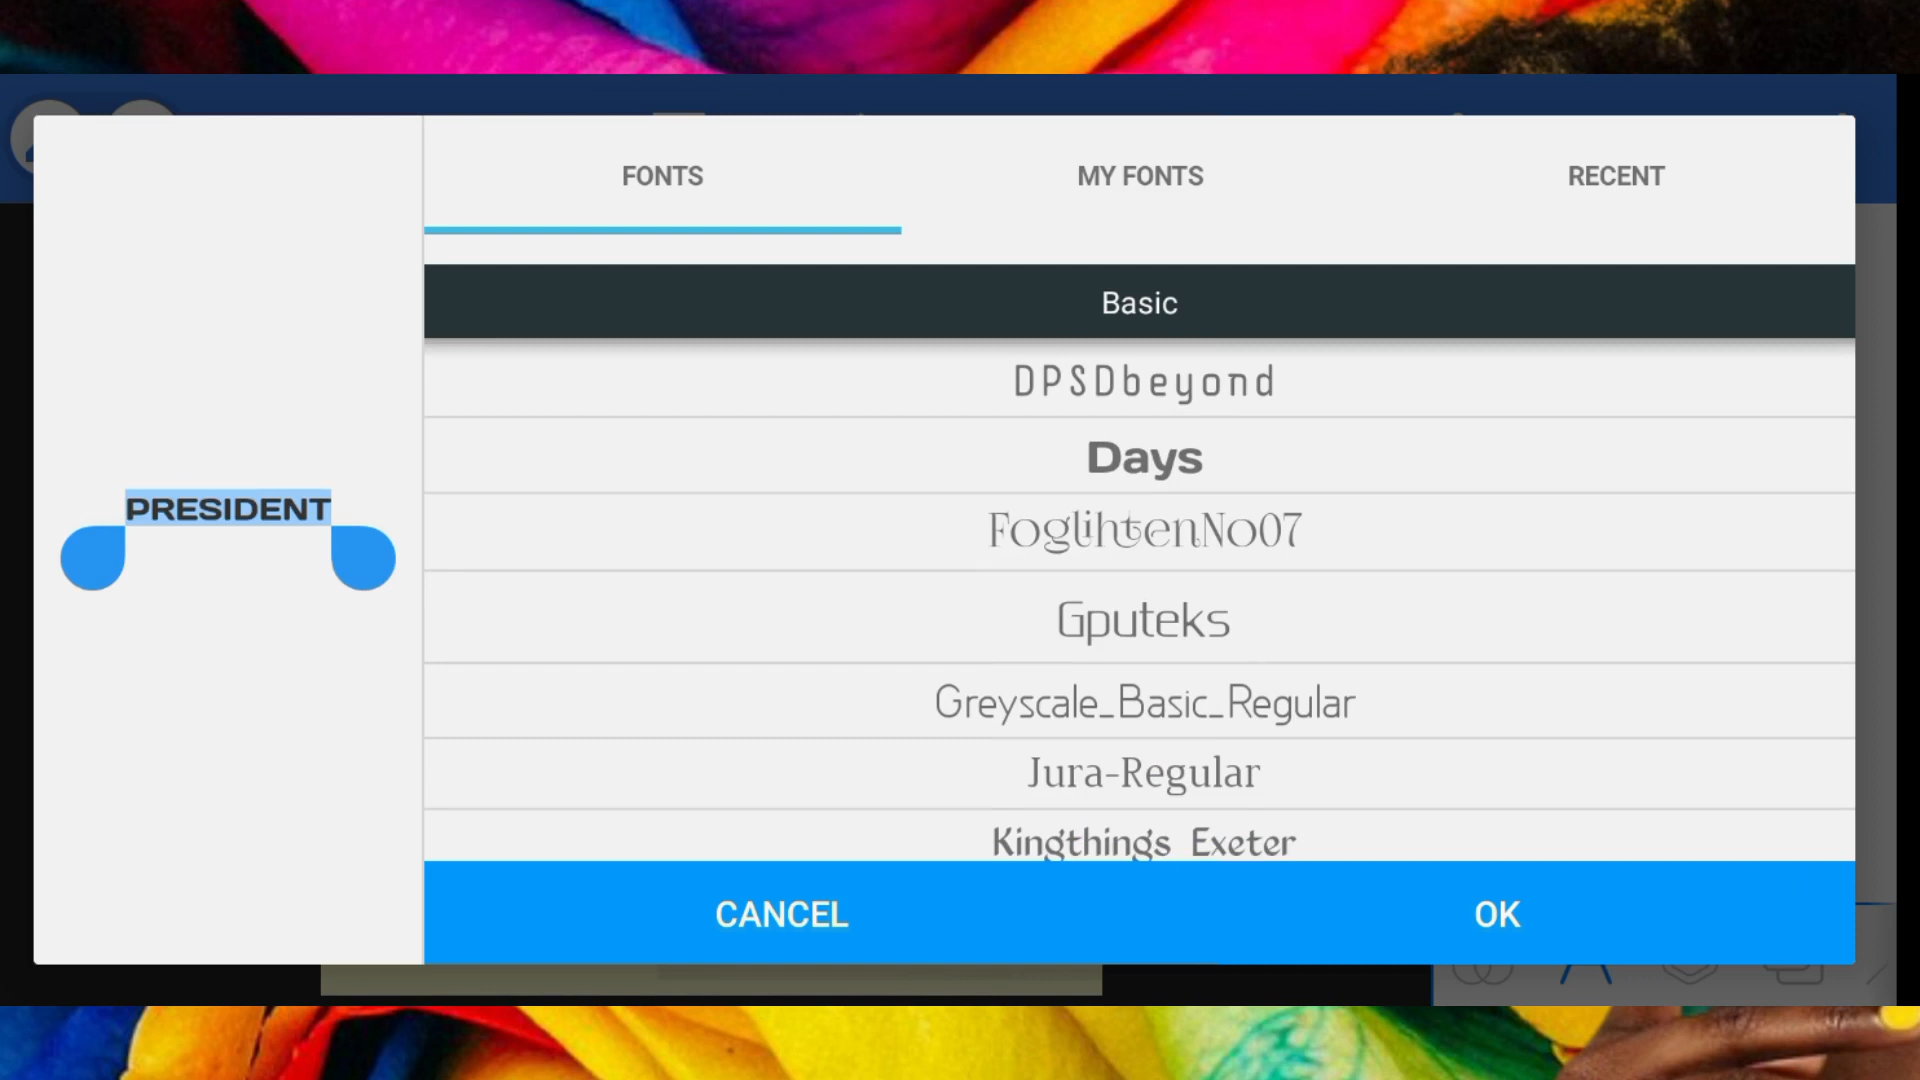 FONTS
MY FONTS
RECENT
Basic
DPSDbeyond
Days
PRESIDENT
FoglihtenNo07
Gputeks
Greyscale_Basic_Regular
Jura-Regular
Kingthings Exeter
CANCEL
OK